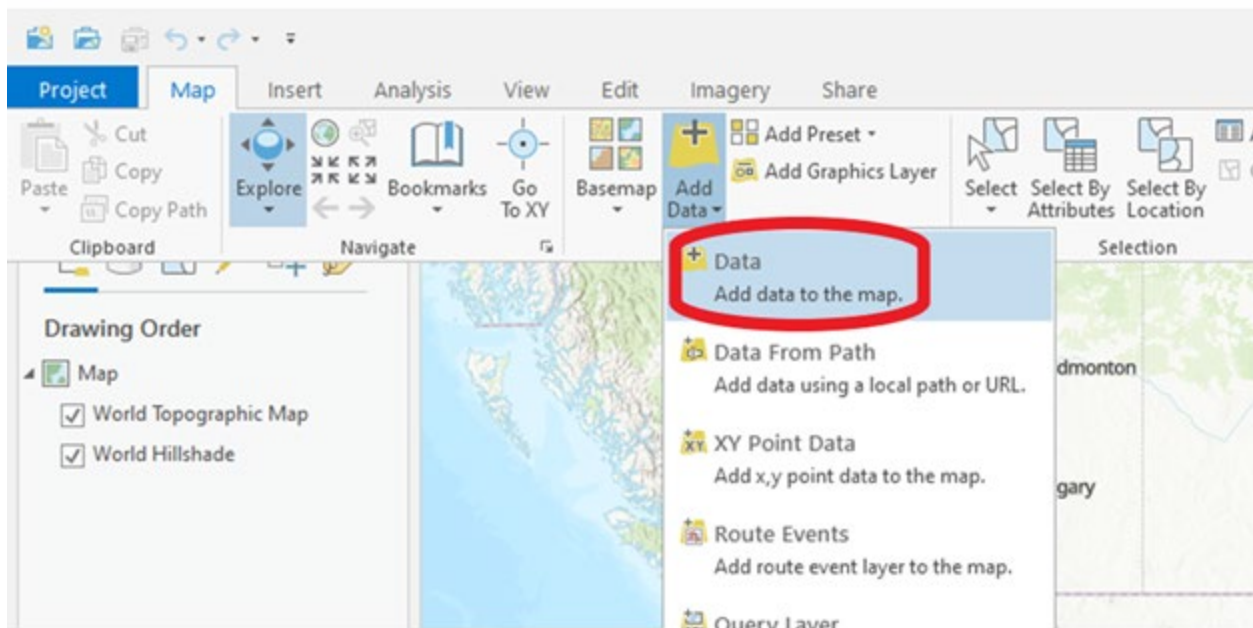 Project Map Insert Analysis View Edit Imagery Share
Paste
Cut
Copy
Copy Path
Clipboard
Explore
Bookmarks
Go
To XY
Navigate
Basemap
Add
Data
Add Preset
Add Graphics Layer
Select
Select By
Attributes
Select By
Location
Selection
Data
Add data to the map.
Data From Path
Add data using a local path or URL.
XY Point Data
Add x,y point data to the map.
Route Events
Add route event layer to the map.
Query Layer
Drawing Order
Map
World Topographic Map
World Hillshade
dmonton
gary